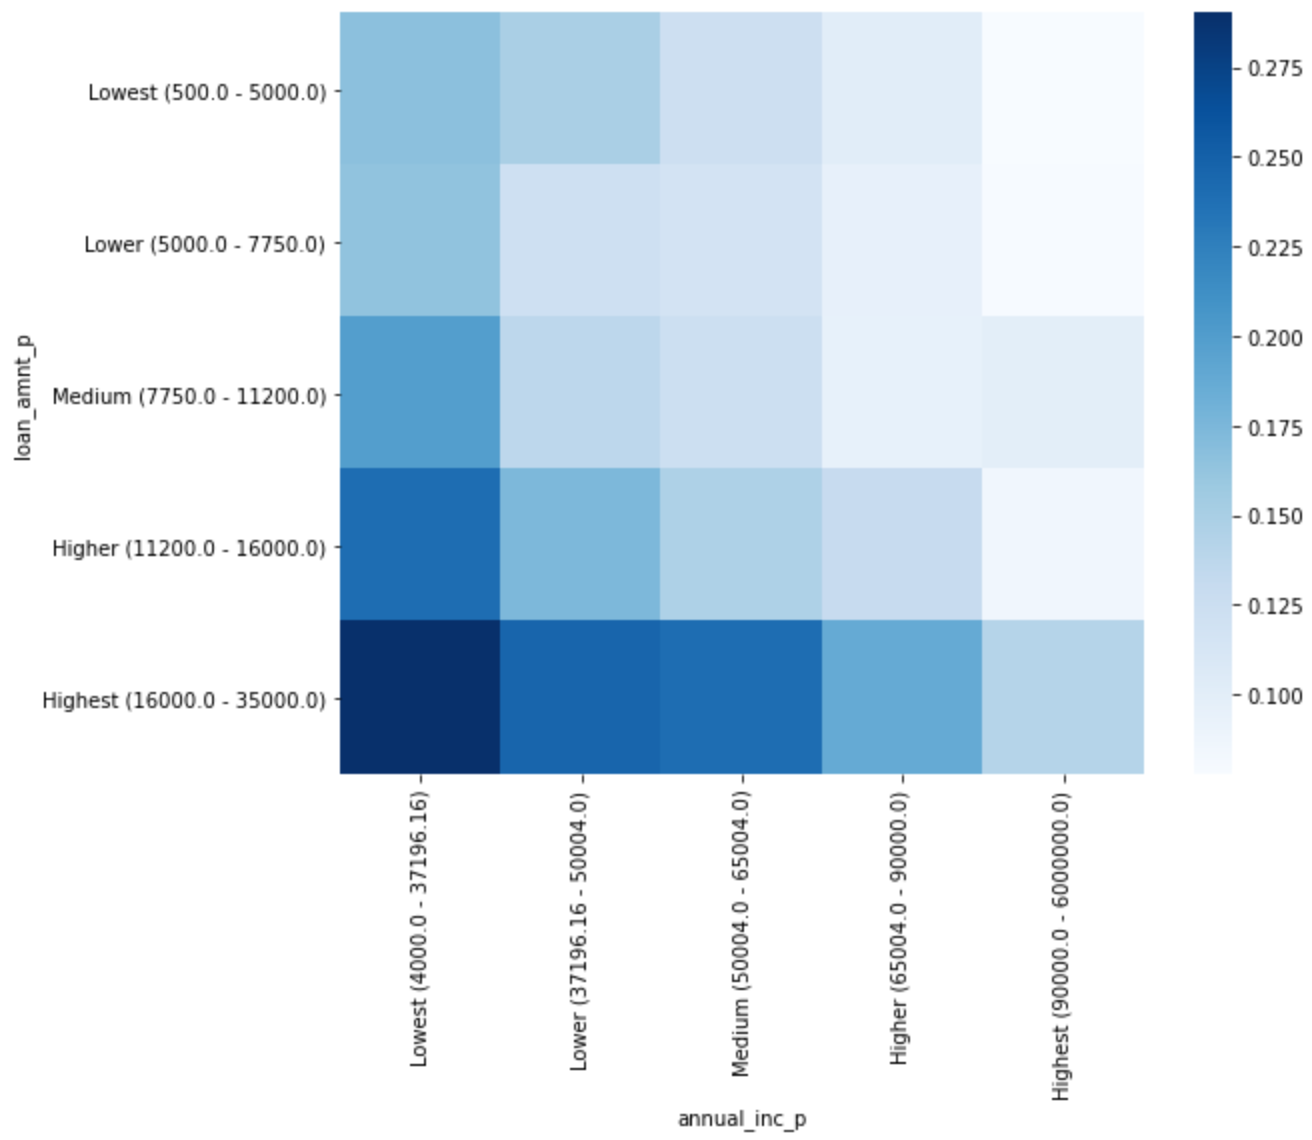 loan_amnt_p
Lowest (500.0 - 5000.0)
Lower (5000.0 - 7750.0)
Medium (7750.0 - 11200.0)
Higher (11200.0 - 16000.0)
Highest (16000.0 - 35000.0)
Lowest (4000.0 - 37196.16)
Lower (37196.16 - 50004.0)
Medium (50004.0 - 65004.0)
Higher (65004.0 - 90000.0)
Highest (90000.0 - 6000000.0)
annual_inc_p
0.275
0.250
0.225
0.200
0.175
0.150
0.125
0.100